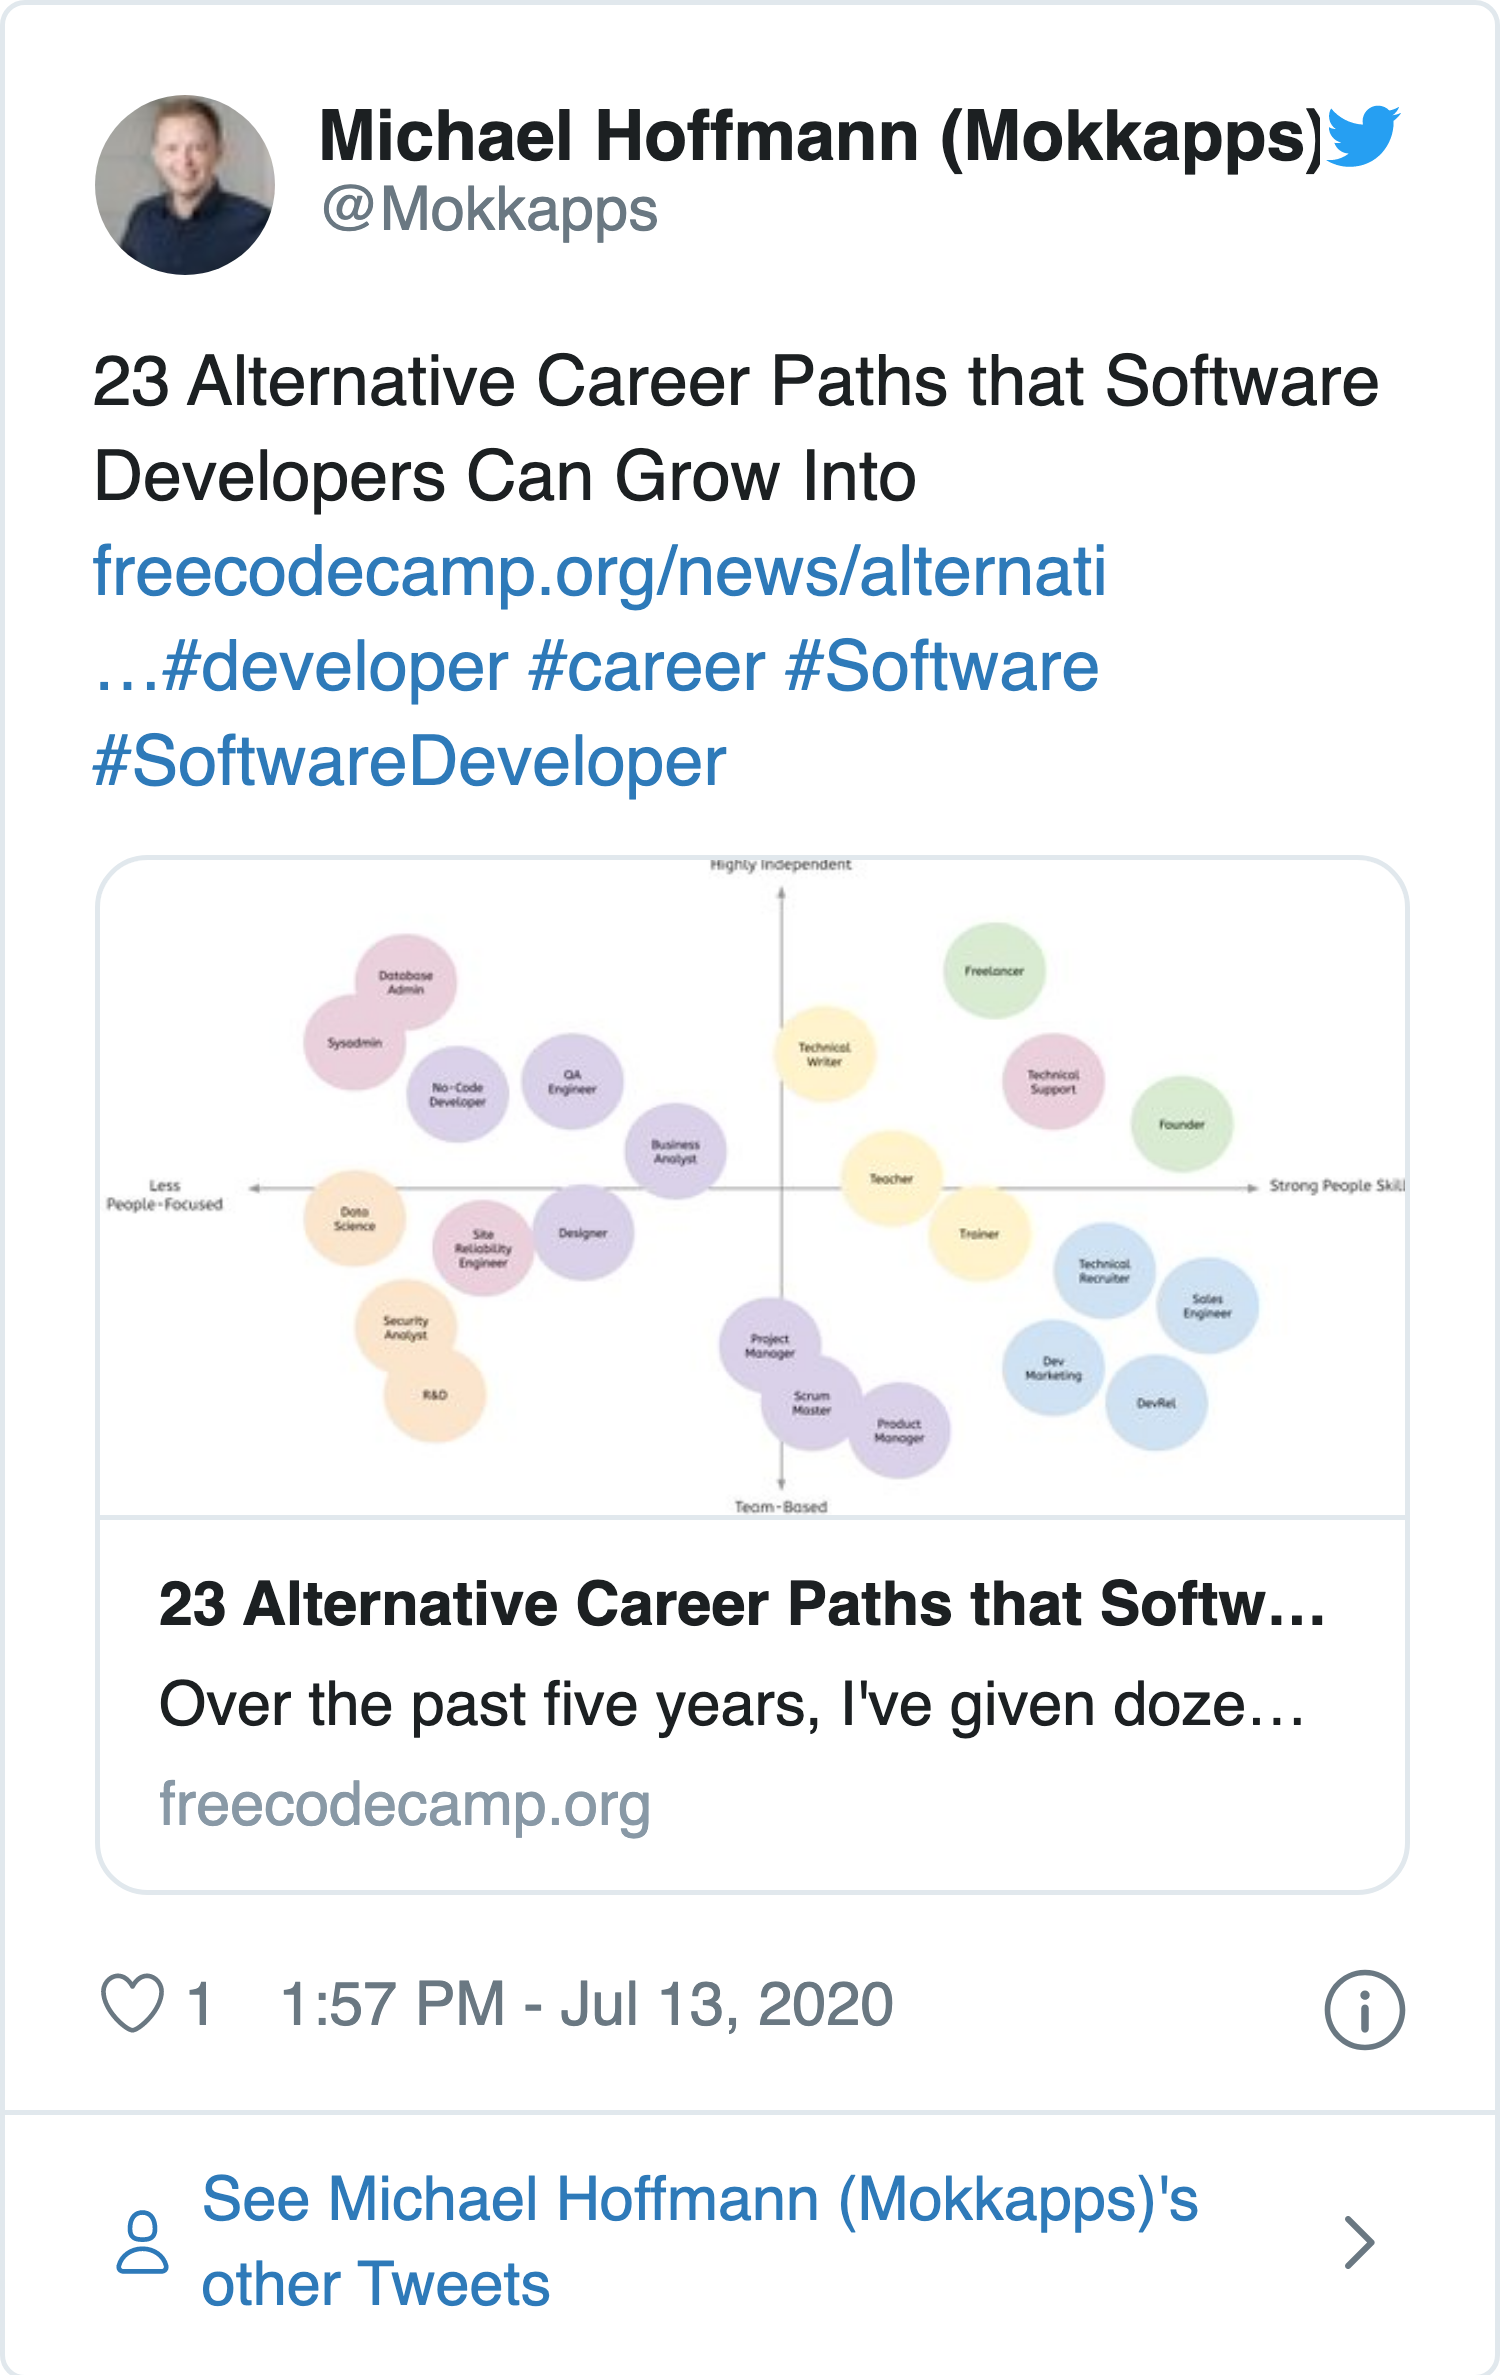 Michael Hoffmann (Mokkapps)
@Mokkapps
23 Alternative Career Paths that Software
Developers Can Grow Into
freecodecamp.org/news/alternati
…#developer #career #Software
#SoftwareDeveloper
Highly Independent
Database
Admin
Freelancer
Sysadmin
Technical
Writer
No-Code
Developer
QA
Engineer
Technical
Support
Founder
Business
Analyst
Teacher
Less
People-Focused
Strong People Skill
Data
Science
Site
Reliability
Engineer
Designer
Trainer
Technical
Recruiter
Sales
Engineer
Security
Analyst
Project
Manager
Dev
Marketing
R&D
Scrum
Master
DevRel
Product
Manager
Team-Based
23 Alternative Career Paths that Softw…
Over the past five years, I've given doze…
freecodecamp.org
1 1:57 PM - Jul 13, 2020
See Michael Hoffmann (Mokkapps)'s
other Tweets